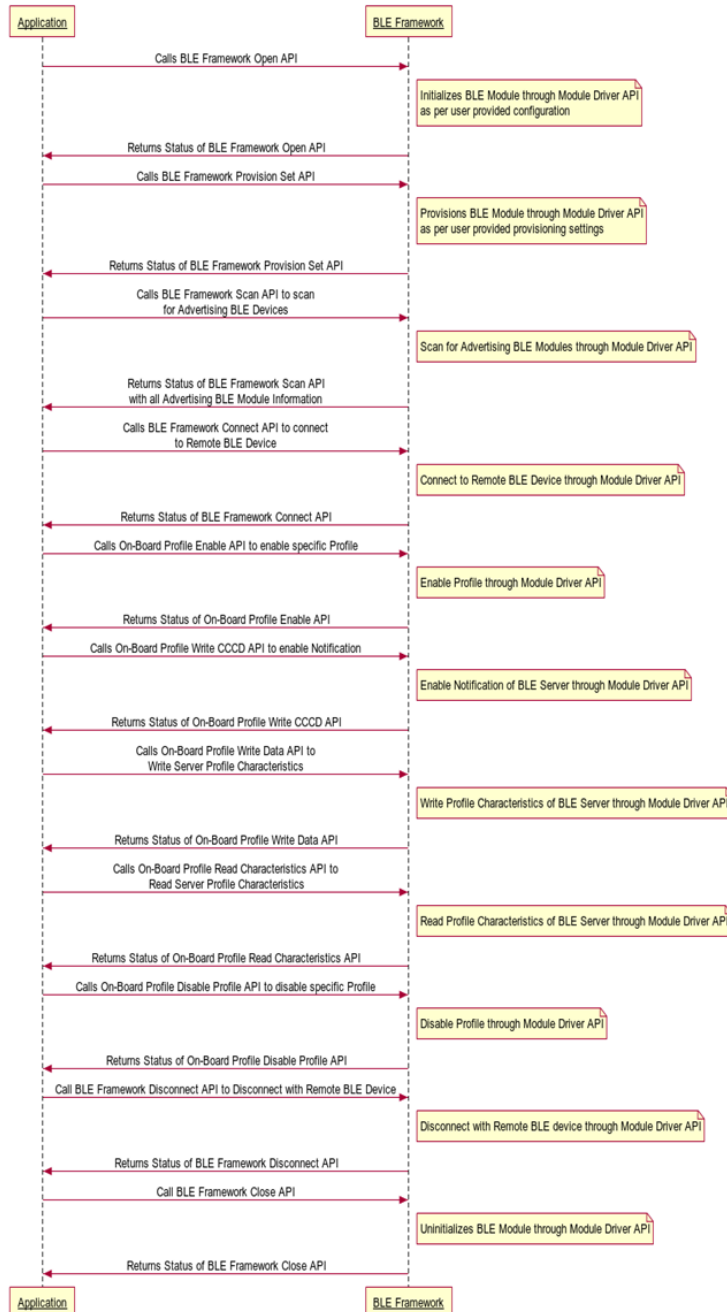 Application
BLE Framework
Calls BLE Framework Open API
Initializes BLE Module through Module Driver API
as per user provided configuration
Returns Status of BLE Framework Open API
Calls BLE Framework Provision Set API
Provisions BLE Module through Module Driver API
as per user provided provisioning settings
Returns Status of BLE Framework Provision Set API
Calls BLE Framework Scan API to scan
for Advertising BLE Devices
Scan for Advertising BLE Modules through Module Driver API
Returns Status of BLE Framework Scan API
with all Advertising BLE Module Information
Calls BLE Framework Connect API to connect
to Remote BLE Device
Connect to Remote BLE Device through Module Driver API
Returns Status of BLE Framework Connect API
Calls On-Board Profile Enable API to enable specific Profile
Enable Profile through Module Driver API
Returns Status of On-Board Profile Enable API
Calls On-Board Profile Write CCCD API to enable Notification
Enable Notification of BLE Server through Module Driver API
Returns Status of On-Board Profile Write CCCD API
Calls On-Board Profile Write Data API to
Write Server Profile Characteristics
Write Profile Characteristics of BLE Server through Module Driver API
Returns Status of On-Board Profile Write Data API
Calls On-Board Profile Read Characteristics API to
Read Server Profile Characteristics
Read Profile Characteristics of BLE Server through Module Driver API
Returns Status of On-Board Profile Read Characteristics API
Calls On-Board Profile Disable Profile API to disable specific Profile
Disable Profile through Module Driver API
Returns Status of On-Board Profile Disable Profile API
Call BLE Framework Disconnect API to Disconnect with Remote BLE Device
Disconnect with Remote BLE device through Module Driver API
Returns Status of BLE Framework Disconnect API
Call BLE Framework Close API
Uninitializes BLE Module through Module Driver API
Returns Status of BLE Framework Close API
Application
BLE Framework